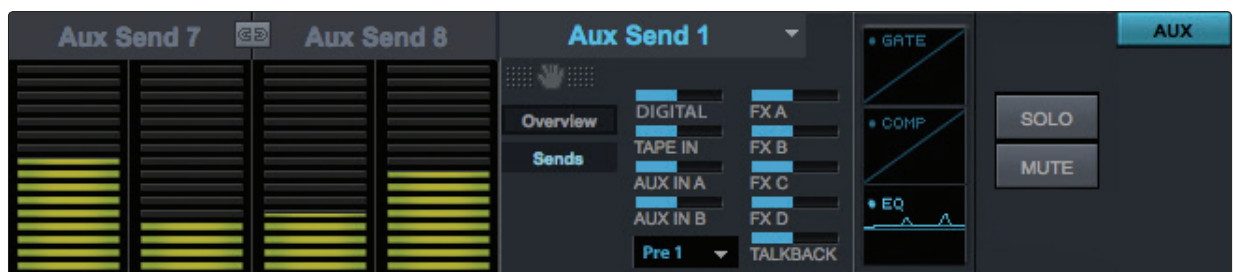 Aux Send 7
Aux Send 8
Aux Send 1
Overview
Sends
DIGITAL
TAPE IN
AUX IN A
AUX IN B
Pre 1
FX A
FX B
FX C
FX D
TALKBACK
GATE
COMP
EQ
SOLO
MUTE
AUX